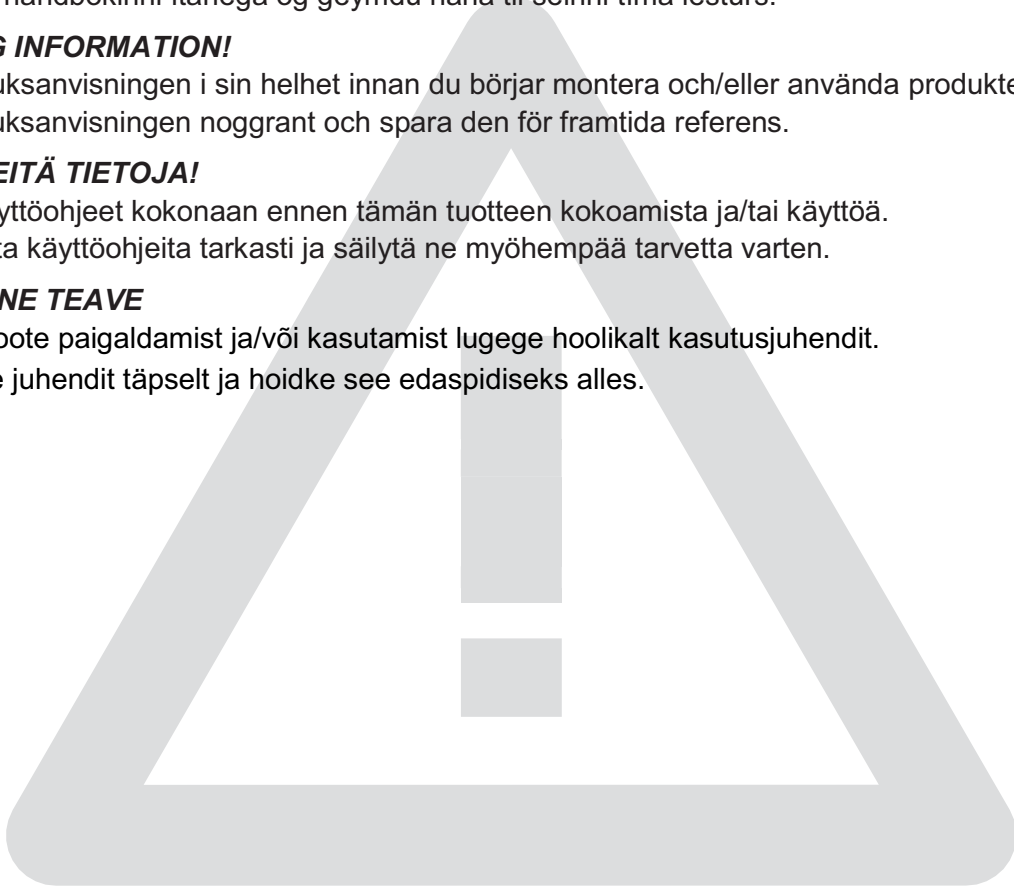 handbókinni ítarlega og geymdu hana til seinni tíma lesturs.
G INFORMATION!
uksanvisningen i sin helhet innan du börjar montera och/eller använda produkte
uksanvisningen noggrant och spara den för framtida referens.
EITÄ TIETOJA!
yttöohjeet kokonaan ennen tämän tuotteen kokoamista ja/tai käyttöä.
ta käyttöohjeita tarkasti ja säilytä ne myöhempää tarvetta varten.
NE TEAVE
oote paigaldamist ja/või kasutamist lugege hoolikalt kasutusjuhendit.
e juhendit täpselt ja hoidke see edaspidiseks alles.